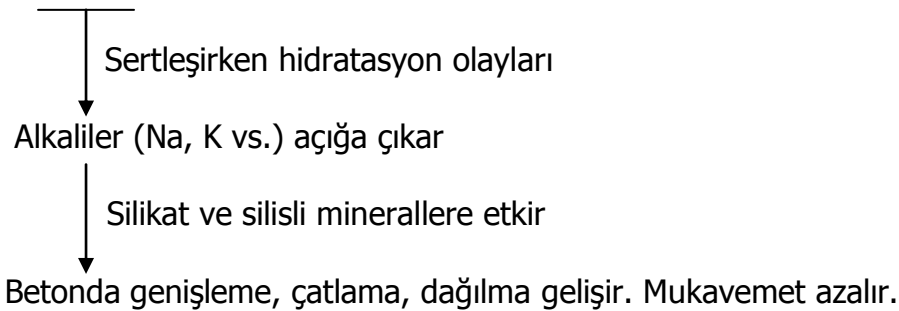 Sertleşirken hidratasyon olayları
Alkaliler (Na, K vs.) açığa çıkar
Silikat ve silisli minerallere etkir
Betonda genişleme, çatlama, dağılma gelişir. Mukavemet azalır.